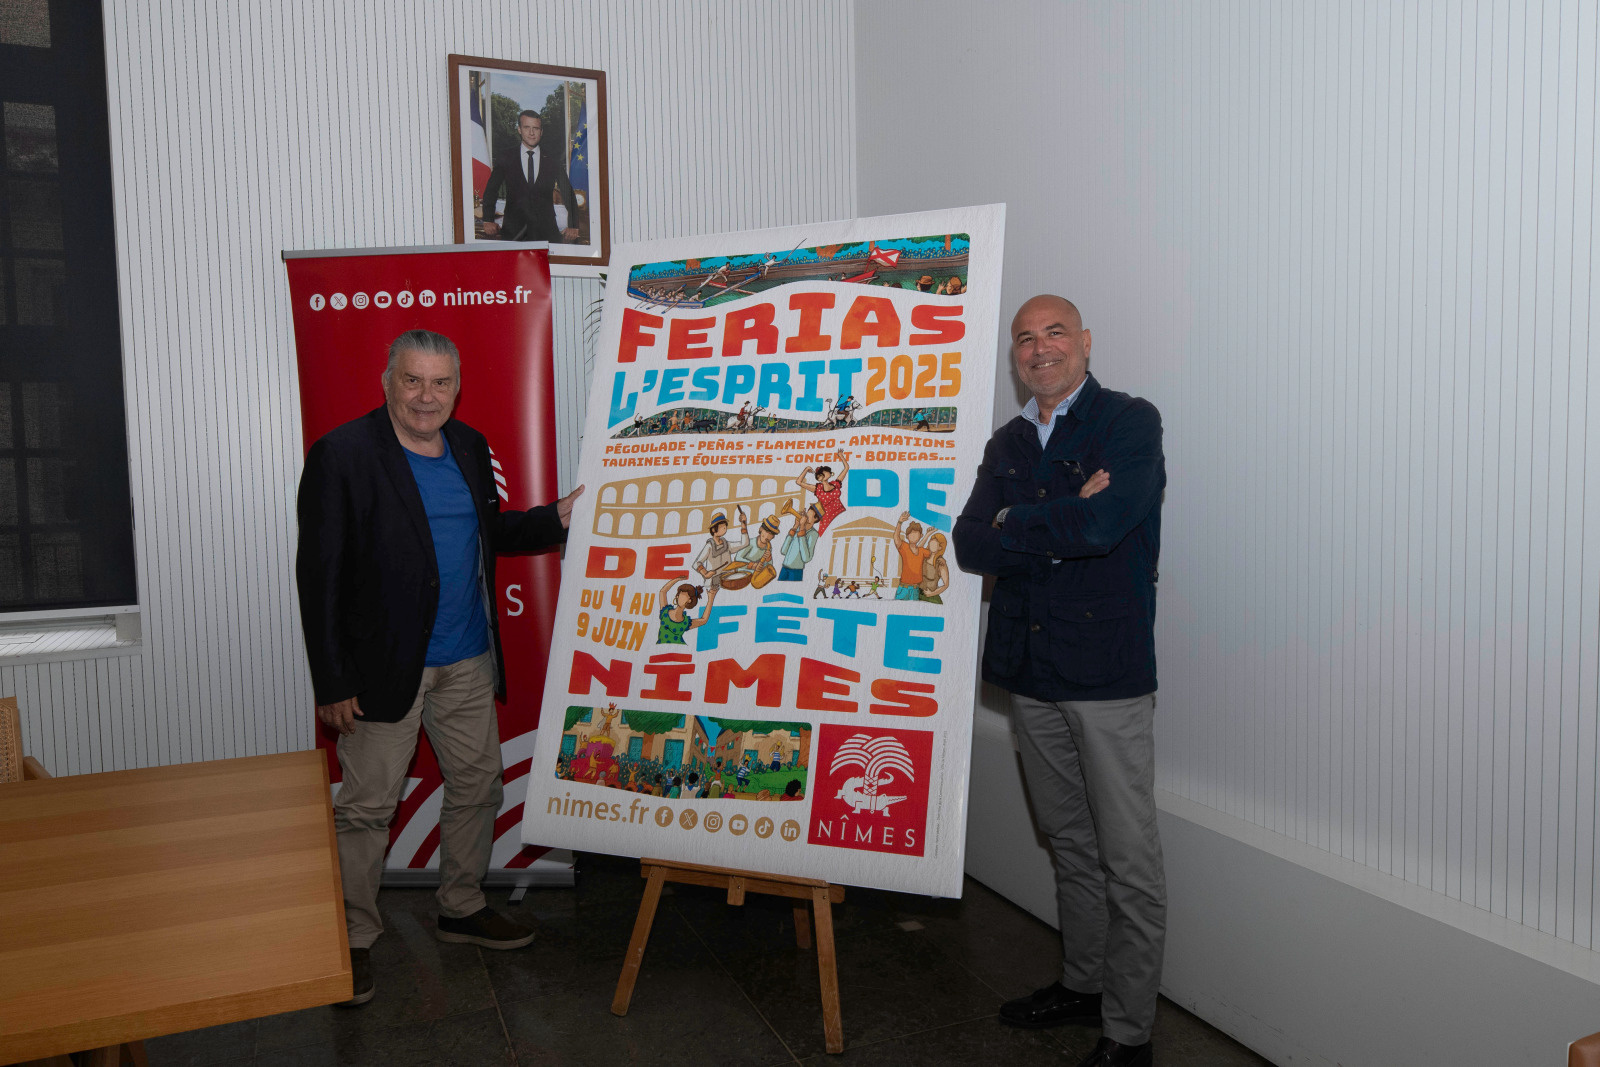 nimes.fr
S
FERIAS
L'ESPRIT 2025
PÉGOULADE - PEÑAS - FLAMENCO - ANIMATIONS
TAURINES ET ÉQUESTRES - CONCERT - BODEGAS...
DE
DE
DU 4 AU
9 JUIN
FÊTE
NÎMES
nimes.fr
NÎMES